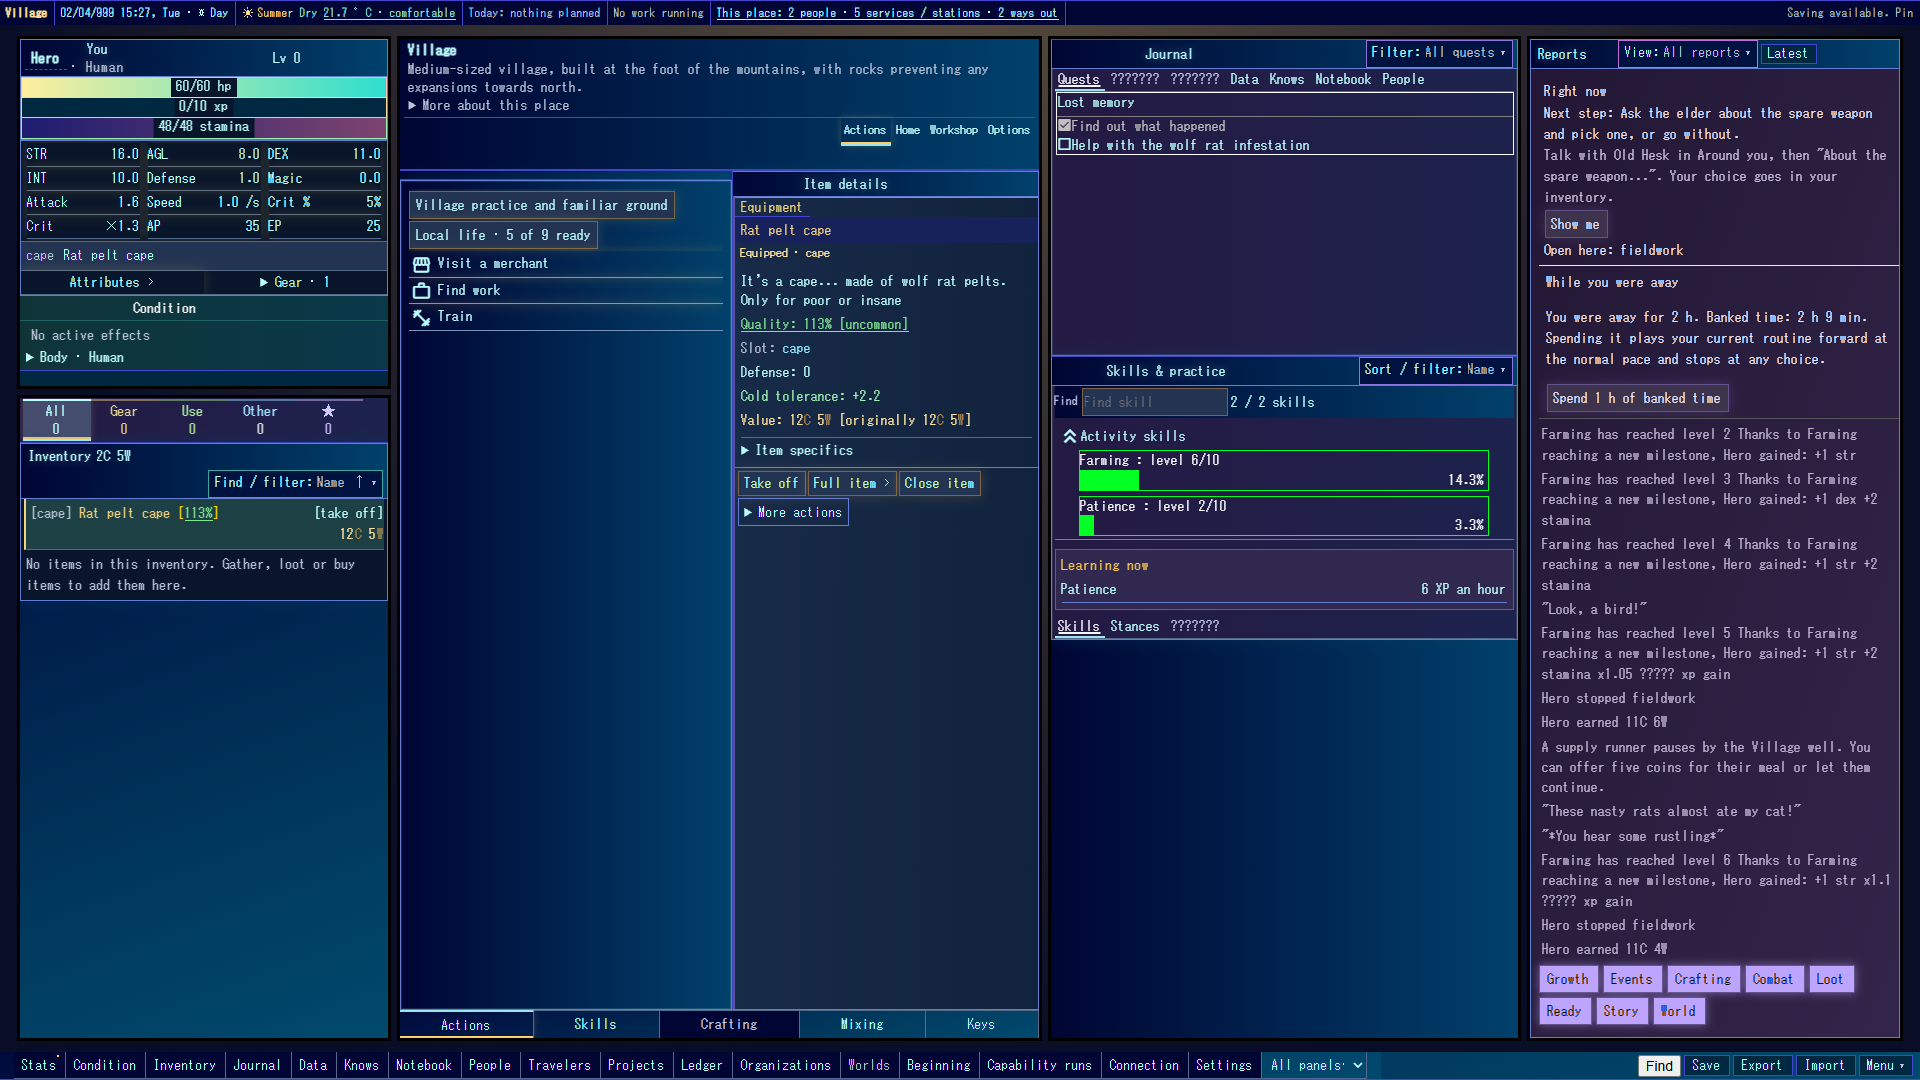 Village
02/04/999 15:27, Tue · ☀ Day
☀ Summer Dry 21.7 ° C · comfortable
Today: nothing planned
No work running
This place: 2 people · 5 services / stations · 2 ways out
Saving available. Pin
Hero · You Human
Lv 0
60/60 hp
0/10 xp
48/48 stamina
STR 16.0 AGL 8.0 DEX 11.0
INT 10.0 Defense 1.0 Magic 0.0
Attack 1.6 Speed 1.0 /s Crit % 5%
Crit ×1.3 AP 35 EP 25
cape Rat pelt cape
Attributes >
▶ Gear · 1
Condition
No active effects
▶ Body · Human
All 0
Gear 0
Use 0
Other 0
★ 0
Inventory 2C 5W
Find / filter: Name ↑ ▾
[cape] Rat pelt cape [113%] [take off]
12C 5W
No items in this inventory. Gather, loot or buy
items to add them here.
Village
Medium-sized village, built at the foot of the mountains, with rocks preventing any
expansions towards north.
▶ More about this place
Actions Home Workshop Options
Village practice and familiar ground
Local life · 5 of 9 ready
Visit a merchant
Find work
Train
Item details
Equipment
Rat pelt cape
Equipped · cape
It's a cape... made of wolf rat pelts.
Only for poor or insane
Quality: 113% [uncommon]
Slot: cape
Defense: 0
Cold tolerance: +2.2
Value: 12C 5W [originally 12C 5W]
▶ Item specifics
Take off
Full item >
Close item
▶ More actions
Actions Skills Crafting Mixing Keys
Journal
Filter: All quests ▾
Quests ??????? ??????? Data Knows Notebook People
Lost memory
☑Find out what happened
☐Help with the wolf rat infestation
Skills & practice
Sort / filter: Name ▾
Find Find skill 2 / 2 skills
Activity skills
Farming : level 6/10
14.3%
Patience : level 2/10
3.3%
Learning now
Patience 6 XP an hour
Skills Stances ???????
Reports
View: All reports ▾
Latest
Right now
Next step: Ask the elder about the spare weapon
and pick one, or go without.
Talk with Old Hesk in Around you, then "About the
spare weapon...". Your choice goes in your
inventory.
Show me
Open here: fieldwork
While you were away
You were away for 2 h. Banked time: 2 h 9 min.
Spending it plays your current routine forward at
the normal pace and stops at any choice.
Spend 1 h of banked time
Farming has reached level 2 Thanks to Farming
reaching a new milestone, Hero gained: +1 str
Farming has reached level 3 Thanks to Farming
reaching a new milestone, Hero gained: +1 dex +2
stamina
Farming has reached level 4 Thanks to Farming
reaching a new milestone, Hero gained: +1 str +2
stamina
"Look, a bird!"
Farming has reached level 5 Thanks to Farming
reaching a new milestone, Hero gained: +1 str +2
stamina x1.05 ????? xp gain
Hero stopped fieldwork
Hero earned 11C 6W
A supply runner pauses by the Village well. You
can offer five coins for their meal or let them
continue.
"These nasty rats almost ate my cat!"
"*You hear some rustling*"
Farming has reached level 6 Thanks to Farming
reaching a new milestone, Hero gained: +1 str x1.1
????? xp gain
Hero stopped fieldwork
Hero earned 11C 4W
Growth Events Crafting Combat Loot
Ready Story World
Stats Condition Inventory Journal Data Knows Notebook People Travelers Projects Ledger Organizations Worlds Beginning Capability runs Connection Settings All panels
Find Save Export Import Menu ▾